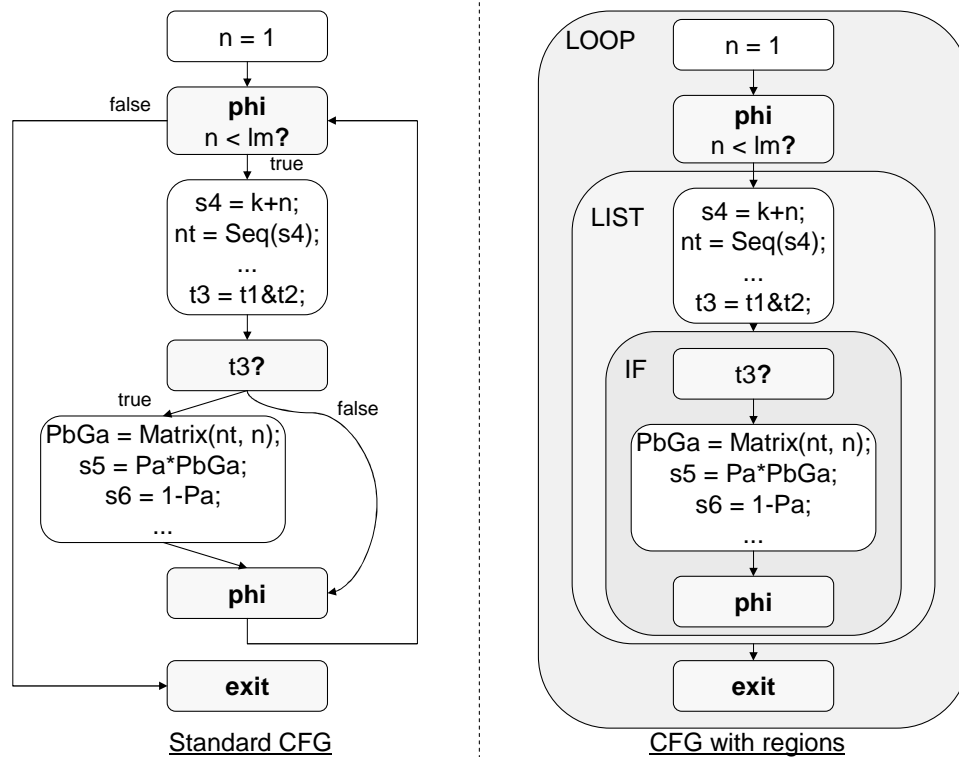 n = 1
false
phi
n < lm?
true
s4 = k+n;
nt = Seq(s4);
...
t3 = t1&t2;
t3?
true
false
PbGa = Matrix(nt, n);
s5 = Pa*PbGa;
s6 = 1-Pa;
...
phi
exit
Standard CFG
LOOP
n = 1
phi
n < lm?
LIST
s4 = k+n;
nt = Seq(s4);
...
t3 = t1&t2;
IF
t3?
PbGa = Matrix(nt, n);
s5 = Pa*PbGa;
s6 = 1-Pa;
...
phi
exit
CFG with regions